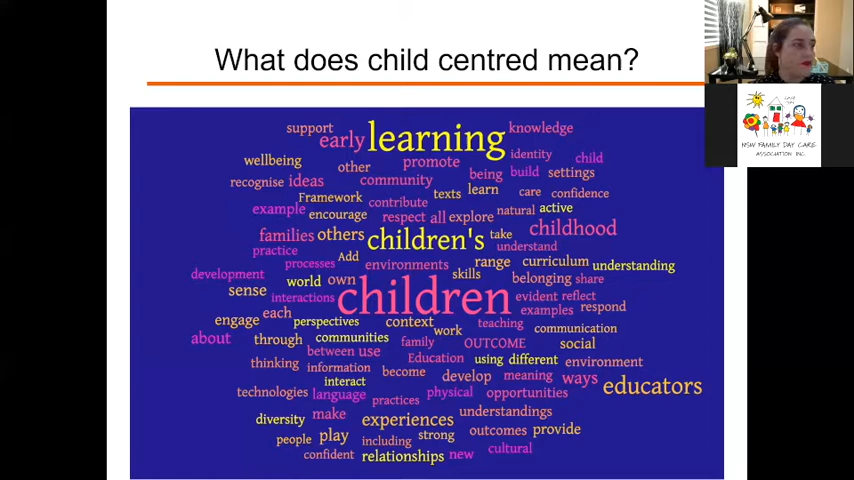 What does child centred mean?
support early learning knowledge
wellbeing other promote identity child
recognise ideas community being build settings
Framework contribute texts learn care confidence
example encourage respect all explore natural active
families others children's take childhood
practice Add understand
processes environments range curriculum understanding
development world own skills belonging share
sense interactions children evident reflect
engage each examples respond
perspectives context work teaching communication
about through communities family OUTCOME social
between use Education using different environment
thinking information become develop meaning ways
interact educators
technologies language practices physical opportunities
diversity make experiences understandings
people play including strong outcomes provide
confident relationships new cultural
NSW FAMILY DAY CARE
ASSOCIATION INC.